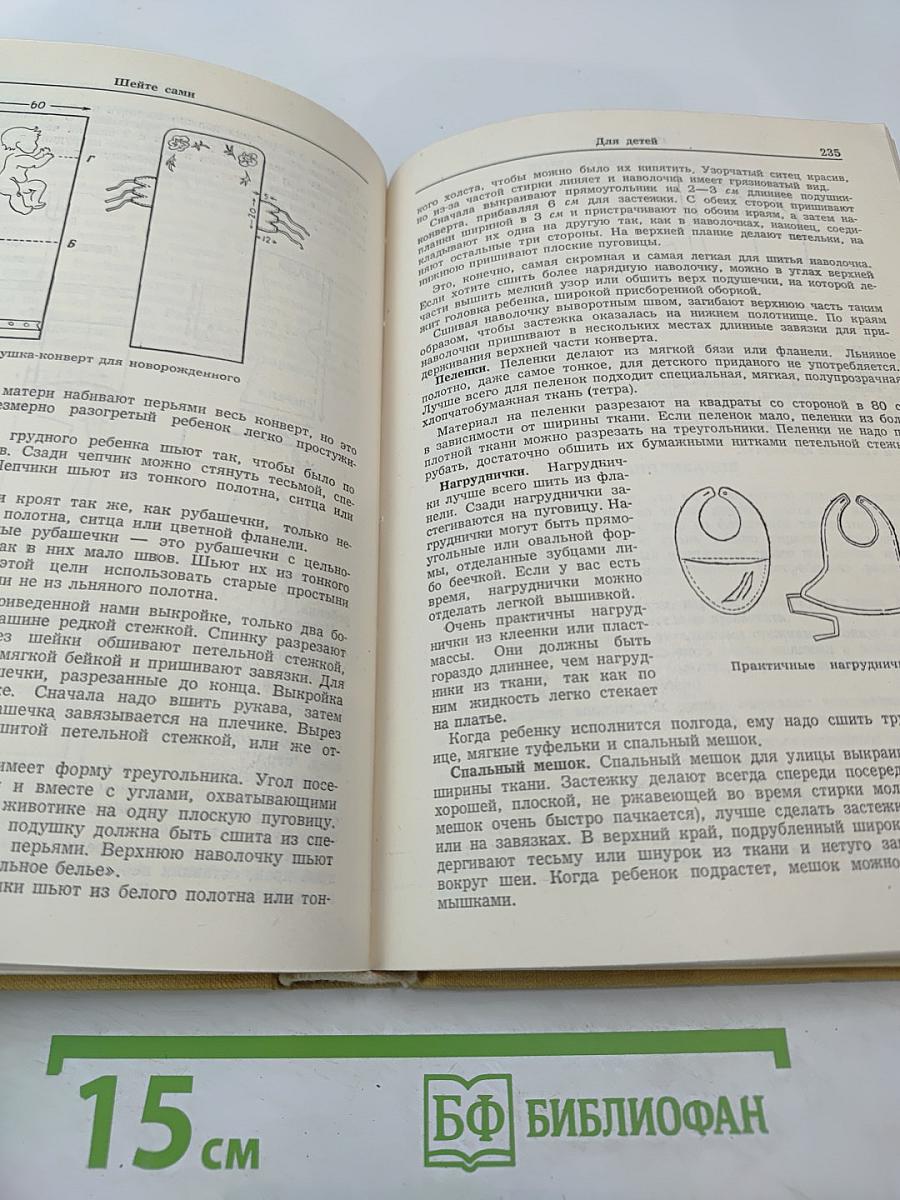 Шейте сами
60
Г
Б
5
20
12
ушка-конверт для новорожденного
матери набивают перьями весь конверт, но это
езмерно разогретый ребенок легко простужи-
грудного ребенка шьют так, чтобы было по
в. Сзади чепчик можно стянуть тесьмой, спе-
Чепчики шьют из тонкого полотна, ситца или
и кроят так же, как рубашечки, только не-
полотна, ситца или цветной фланели.
ые рубашечки — это рубашечки с цельно-
ак в них мало швов. Шьют их из тонкого
этой цели использовать старые простыни
ли не из льняного полотна.
риведенной нами выкройке, только два бо-
ашине редкой стежкой. Спинку разрезают
ез шейки обшивают петельной стежкой,
мягкой бейкой и пришивают завязки. Для
шечки, разрезанные до конца. Выкройка
ке. Сначала надо вшить рукава, затем
ашечка завязывается на плечике. Вырез
шитой петельной стежкой, или же от-
имеет форму треугольника. Угол посе-
и и вместе с углами, охватывающими
животике на одну плоскую пуговицу.
подушку должна быть сшита из спе-
перьями. Верхнюю наволочку шьют
льное белье».
ки шьют из белого полотна или тон-
Для детей
235
кого холста, чтобы можно было их кипятить. Узорчатый ситец красив,
но из-за частой стирки линяет и наволочка имеет грязноватый вид.
Сначала выкраивают прямоугольник на 2—3 см длиннее подушки-
конверта, прибавляя 6 см для застежки. С обеих сторон пришивают
планки шириной в 3 см и пристрачивают по обоим краям, а затем на-
кладывают их одна на другую так, как в наволочках, наконец, соеди-
няют остальные три стороны. На верхней планке делают петельки, на
нижнюю пришивают плоские пуговицы.
Это, конечно, самая скромная и самая легкая для шитья наволочка.
Если хотите сшить более нарядную наволочку, можно в углах верхней
части вышить мелкий узор или обшить верх подушечки, на которой ле-
жит головка ребенка, широкой присборенной оборкой.
Сшивая наволочку выворотным швом, загибают верхнюю часть таким
образом, чтобы застежка оказалась на нижнем полотнище. По краям
наволочки пришивают в нескольких местах длинные завязки для при-
держивания верхней части конверта.
Пеленки. Пеленки делают из мягкой бязи или фланели. Льняное
полотно, даже самое тонкое, для детского приданого не употребляется.
Лучше всего для пеленок подходит специальная, мягкая, полупрозрачная
хлопчатобумажная ткань (тетра).
Материал на пеленки разрезают на квадраты со стороной в 80 с
в зависимости от ширины ткани. Если пеленок мало, пеленки из бол
плотной ткани можно разрезать на треугольники. Пеленки не надо п
рубать, достаточно обшить их бумажными нитками петельной стежк
Нагруднички. Нагруднич-
ки лучше всего шить из фла-
нели. Сзади нагруднички за-
стегиваются на пуговицу. На-
груднички могут быть прямо-
угольные или овальной фор-
мы, отделанные зубцами ли-
бо беечкой. Если у вас есть
время, нагруднички можно
отделать легкой вышивкой.
Очень практичны нагруд-
нички из клеенки или пласт-
массы. Они должны быть
гораздо длиннее, чем нагруд-
ники из ткани, так как по
ним жидкость легко стекает
на платье.
Практичные нагруднич
Когда ребенку исполнится полгода, ему надо сшить тру
ице, мягкие туфельки и спальный мешок.
Спальный мешок. Спальный мешок для улицы выкраи
ширины ткани. Застежку делают всегда спереди посеред
хорошей, плоской, не ржавеющей во время стирки мол
мешок очень быстро пачкается), лучше сделать застежк
или на завязках. В верхний край, подрубленный широк
дергивают тесьму или шнурок из ткани и нетуго за
вокруг шеи. Когда ребенок подрастет, мешок можно
мышками.
15 см
БФ БИБЛИОФАН